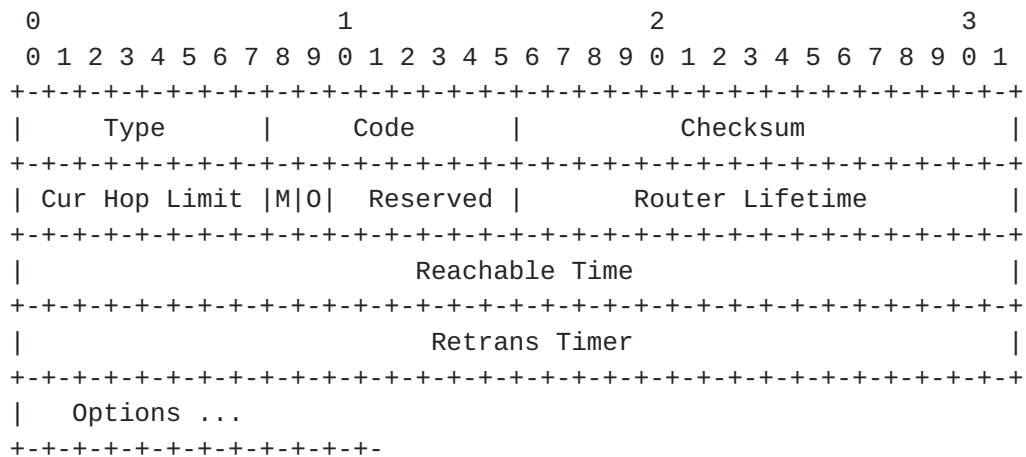 0                   1                   2                   3
 0 1 2 3 4 5 6 7 8 9 0 1 2 3 4 5 6 7 8 9 0 1 2 3 4 5 6 7 8 9 0 1
+-+-+-+-+-+-+-+-+-+-+-+-+-+-+-+-+-+-+-+-+-+-+-+-+-+-+-+-+-+-+-+-+
|     Type      |     Code      |          Checksum             |
+-+-+-+-+-+-+-+-+-+-+-+-+-+-+-+-+-+-+-+-+-+-+-+-+-+-+-+-+-+-+-+-+
| Cur Hop Limit |M|O|  Reserved |       Router Lifetime         |
+-+-+-+-+-+-+-+-+-+-+-+-+-+-+-+-+-+-+-+-+-+-+-+-+-+-+-+-+-+-+-+-+
|                         Reachable Time                        |
+-+-+-+-+-+-+-+-+-+-+-+-+-+-+-+-+-+-+-+-+-+-+-+-+-+-+-+-+-+-+-+-+
|                          Retrans Timer                        |
+-+-+-+-+-+-+-+-+-+-+-+-+-+-+-+-+-+-+-+-+-+-+-+-+-+-+-+-+-+-+-+-+
|   Options ...
+-+-+-+-+-+-+-+-+-+-+-+-